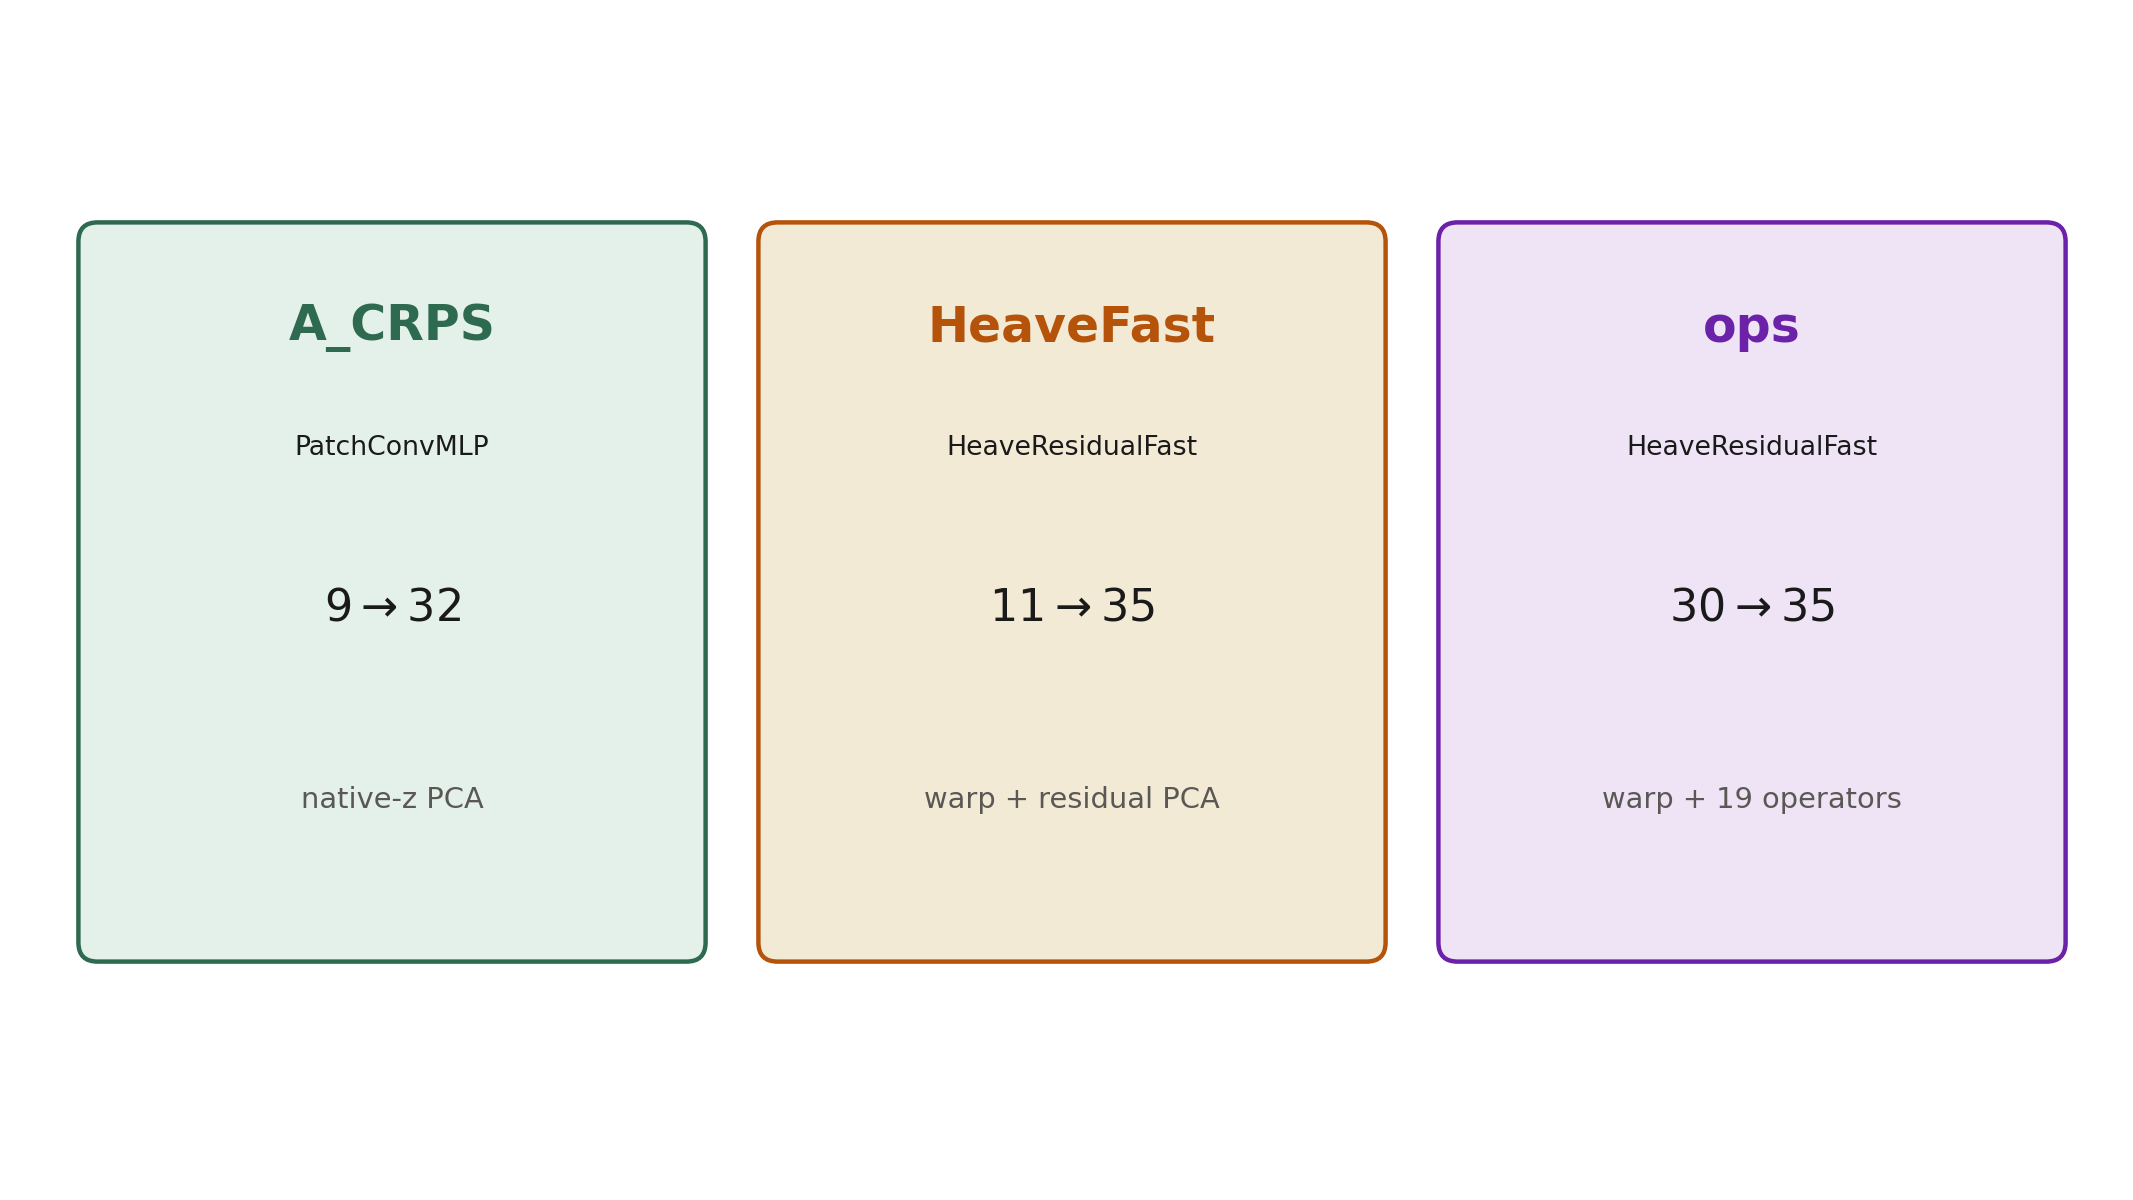 A_CRPS
PatchConvMLP
9→32
native-z PCA
HeaveFast
HeaveResidualFast
11→35
warp + residual PCA
ops
HeaveResidualFast
30→35
warp + 19 operators